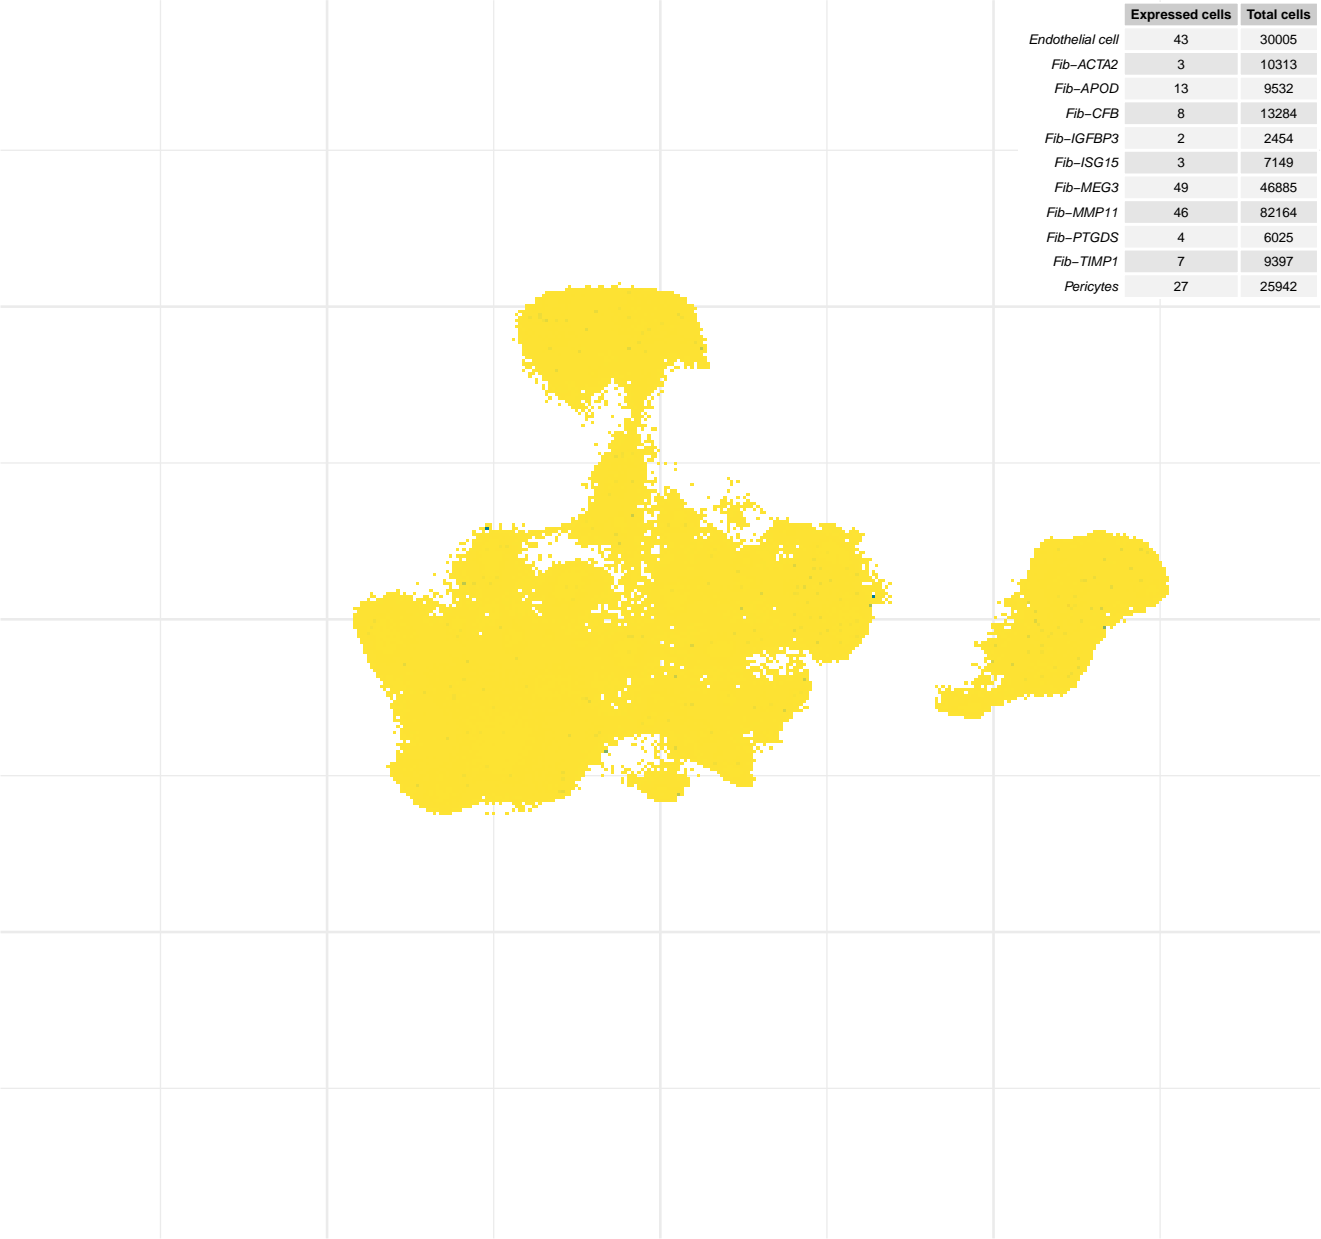 Expressed cells Total cells
Endothelial cell 43 30005
Fib−ACTA2 3 10313
Fib−APOD 13 9532
Fib−CFB 8 13284
Fib−IGFBP3 2 2454
Fib−ISG15 3 7149
Fib−MEG3 49 46885
Fib−MMP11 46 82164
Fib−PTGDS 4 6025
Fib−TIMP1 7 9397
Pericytes 27 25942